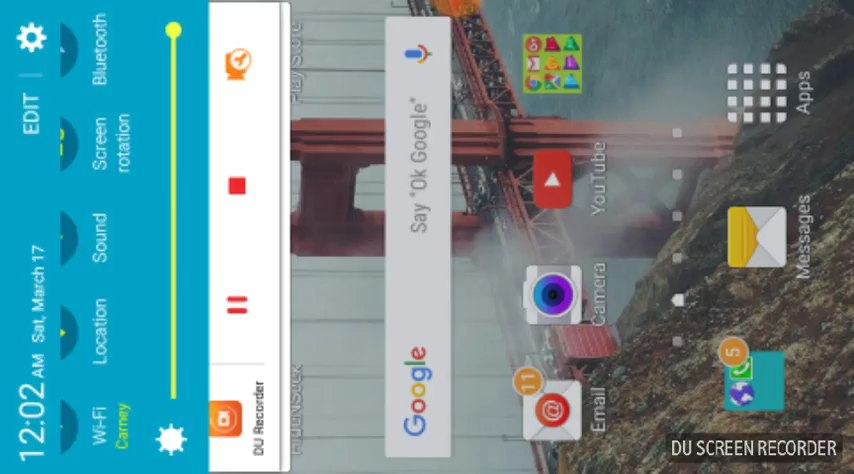 12:02 AM Sat, March 17
EDIT
Wi-Fi
Carney
Location
Sound
Screen
rotation
Bluetooth
DU Recorder
Play Store
Google
Say "Ok Google"
11
Email
Camera
YouTube
5
Messages
Apps
DU SCREEN RECORDER